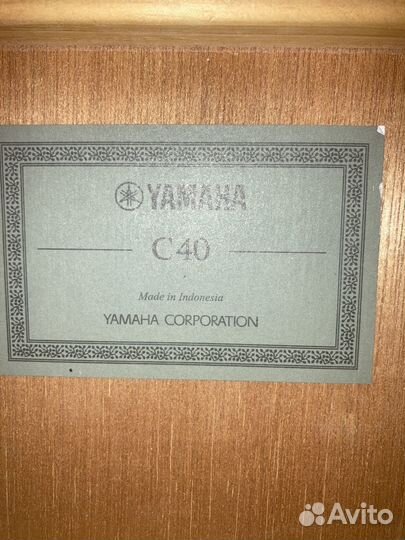 YAMAHA
C40
Made in Indonesia
YAMAHA CORPORATION
Avito